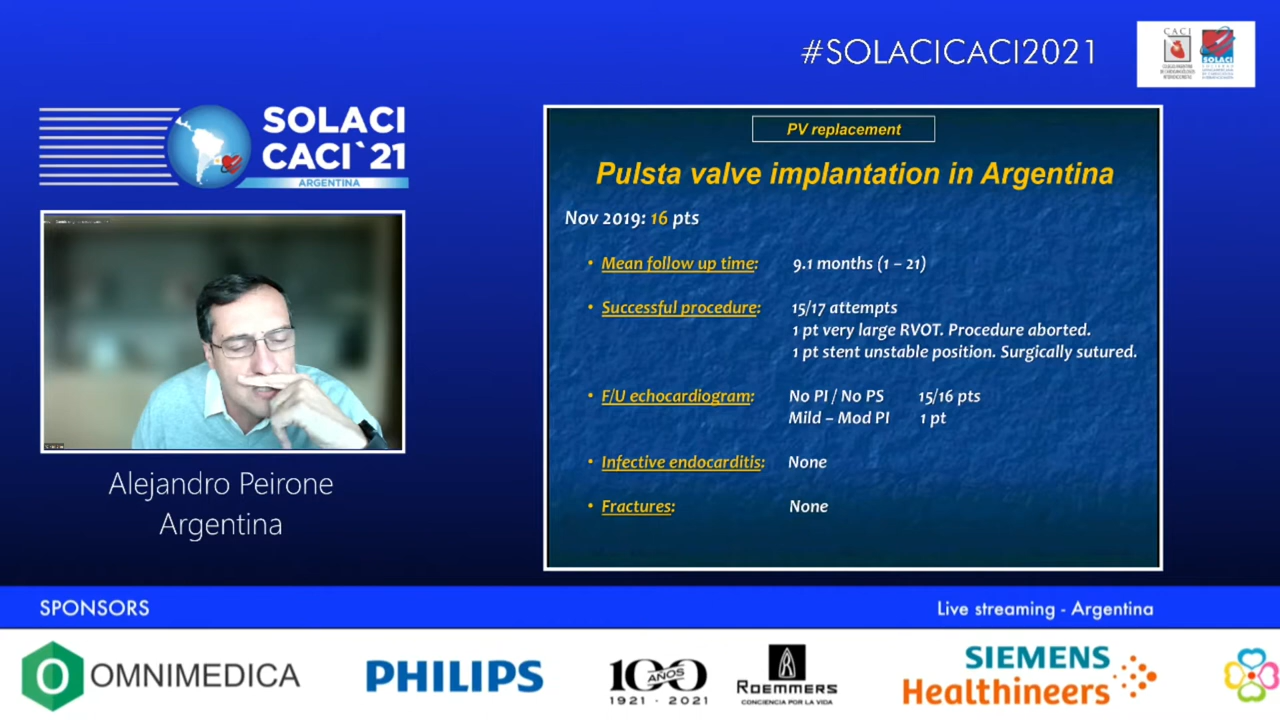 #SOLACICACI2021
CACI
SOLACI
SOLACI
CACI`21
ARGENTINA
PV replacement
Pulsta valve implantation in Argentina
Nov 2019: 16 pts
• Mean follow up time: 9.1 months (1 – 21)
• Successful procedure: 15/17 attempts
1 pt very large RVOT. Procedure aborted.
1 pt stent unstable position. Surgically sutured.
• F/U echocardiogram: No PI / No PS 15/16 pts
Mild – Mod PI 1 pt
• Infective endocarditis: None
• Fractures: None
Alejandro Peirone
Argentina
SPONSORS
Live streaming - Argentina
OMNIMEDICA
PHILIPS
100
AÑOS
1921 - 2021
ROEMMERS
CONCIENCIA POR LA VIDA
SIEMENS
Healthineers